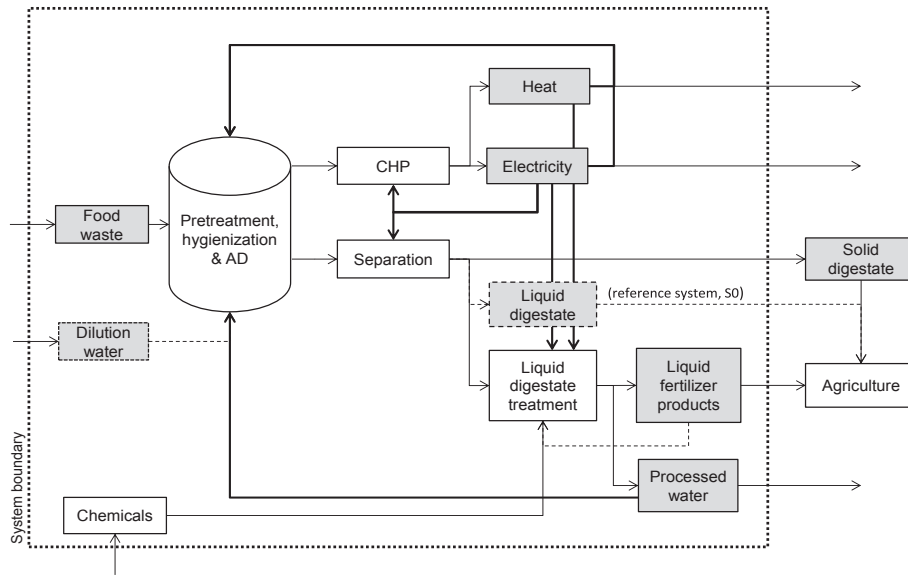 Heat
CHP
Electricity
Food
waste
Pretreatment,
hygienization
& AD
Separation
Solid
digestate
Liquid
digestate
(reference system, S0)
Dilution
water
Liquid
digestate
treatment
Liquid
fertilizer
products
Agriculture
Processed
water
Chemicals
System boundary